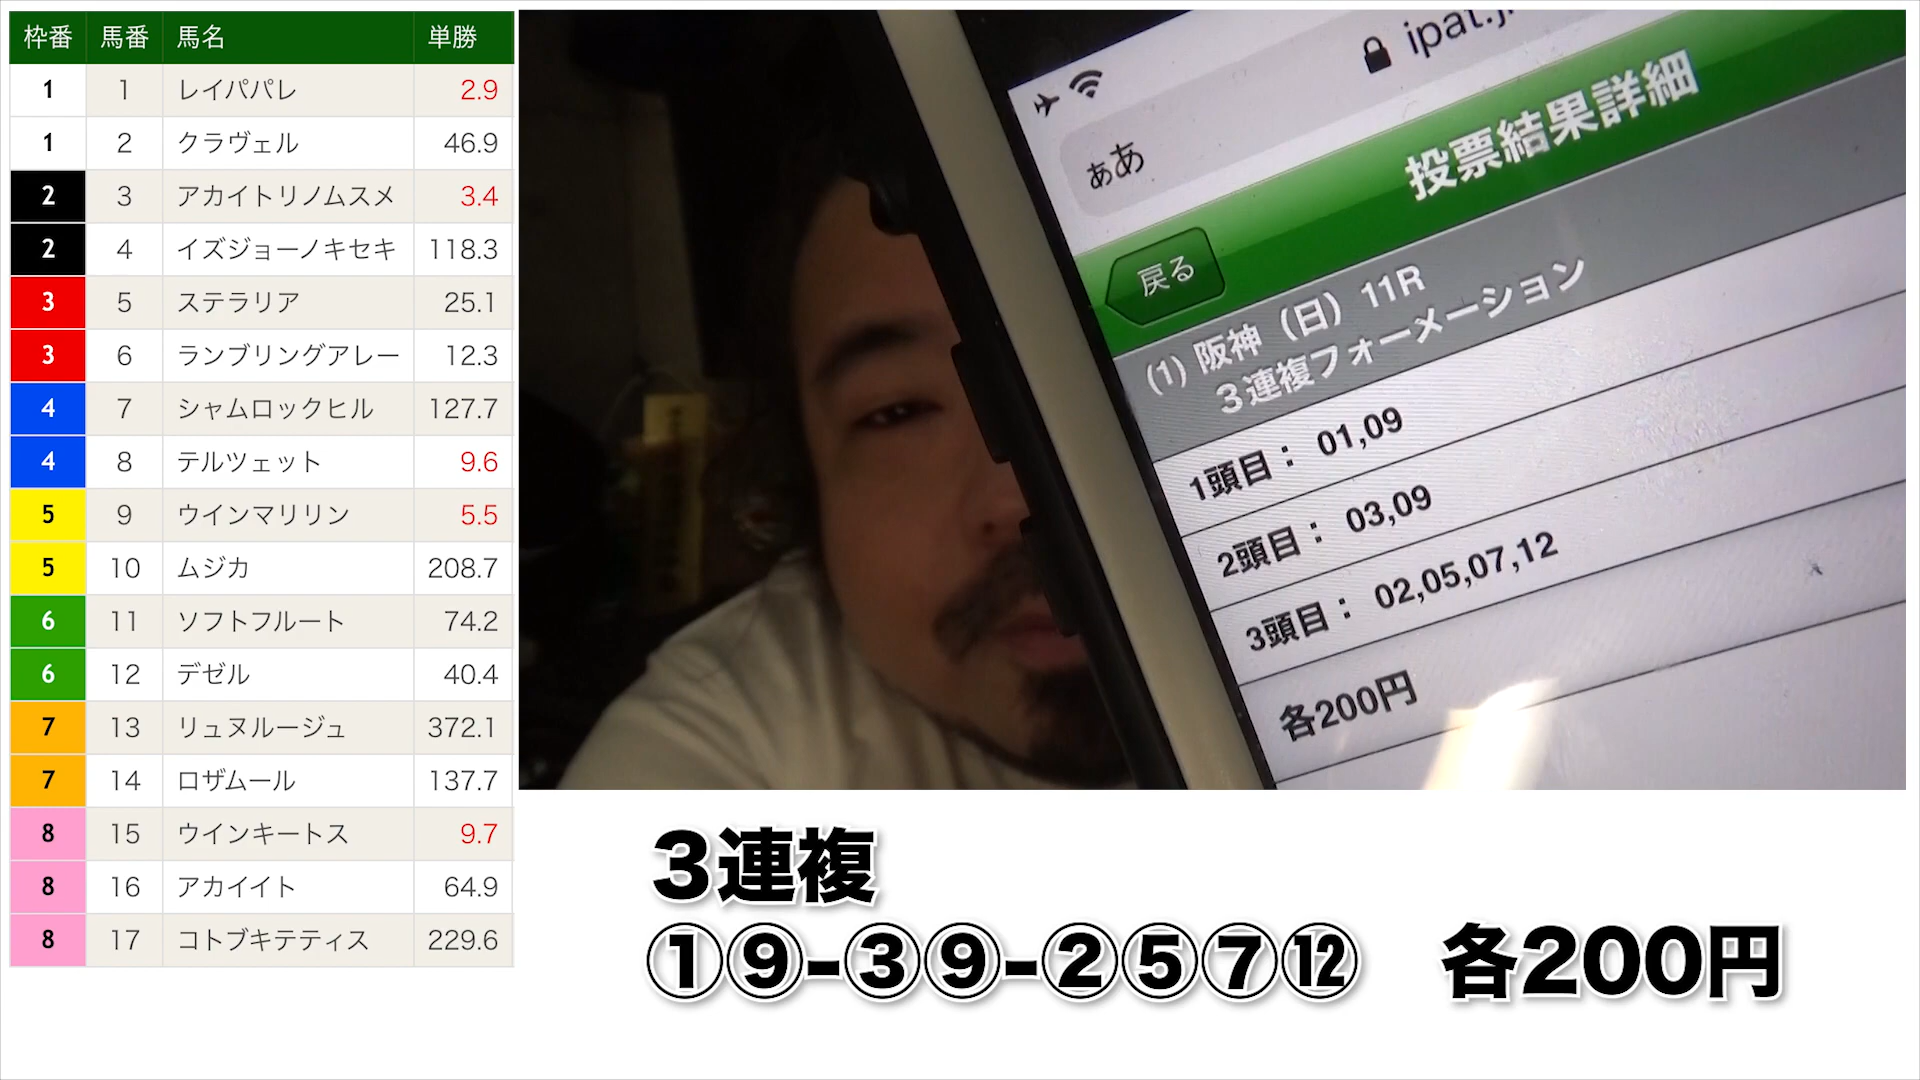 枠番 馬番 馬名 単勝
1 1 レイパパレ 2.9
1 2 クラヴェル 46.9
2 3 アカイトリノムスメ 3.4
2 4 イズジョーノキセキ 118.3
3 5 ステラリア 25.1
3 6 ランブリングアレー 12.3
4 7 シャムロックヒル 127.7
4 8 テルツェット 9.6
5 9 ウインマリリン 5.5
5 10 ムジカ 208.7
6 11 ソフトフルート 74.2
6 12 デゼル 40.4
7 13 リュヌルージュ 372.1
7 14 ロザムール 137.7
8 15 ウインキートス 9.7
8 16 アカイイト 64.9
8 17 コトブキテティス 229.6
ぁあ ipat.j
投票結果詳細
戻る
(1) 阪神（日）11R
３連複フォーメーション
1頭目： 01,09
2頭目： 03,09
3頭目： 02,05,07,12
各200円
３連複
①⑨-③⑨-②⑤⑦⑫ 各200円